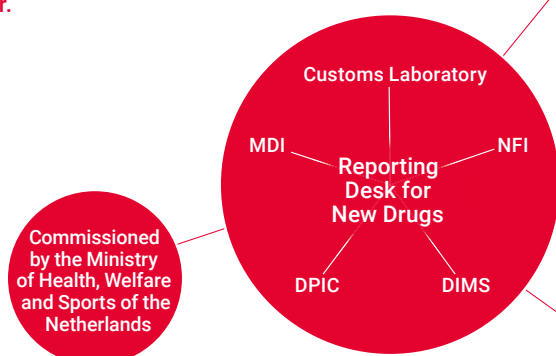 r.
Customs Laboratory
MDI
NFI
Reporting
Desk for
New Drugs
DPIC
DIMS
Commissioned
by the Ministry
of Health, Welfare
and Sports of the
Netherlands